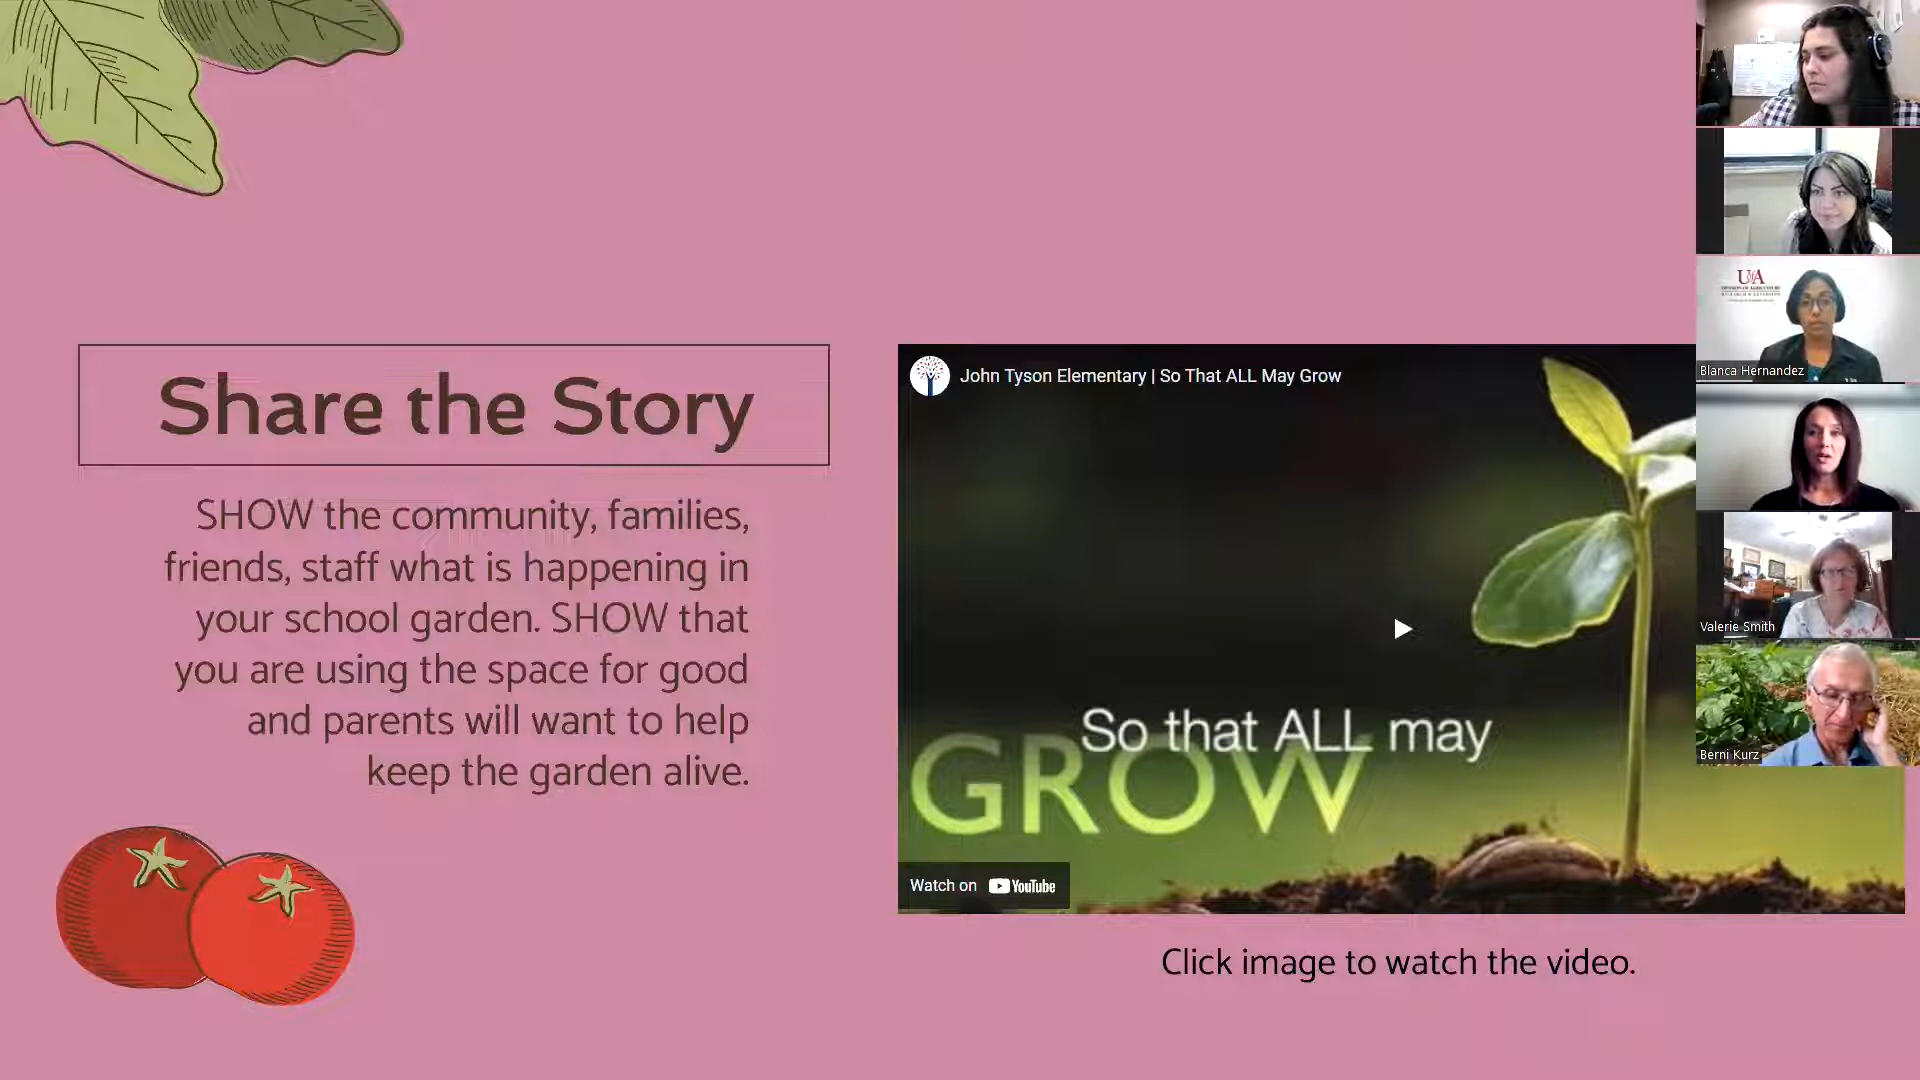 Share the Story
SHOW the community, families,
friends, staff what is happening in
your school garden. SHOW that
you are using the space for good
and parents will want to help
keep the garden alive.
John Tyson Elementary | So That ALL May Grow
So that ALL may
GROW
Watch on YouTube
Click image to watch the video.
UofA
Blanca Hernandez
Valerie Smith
Berni Kurz